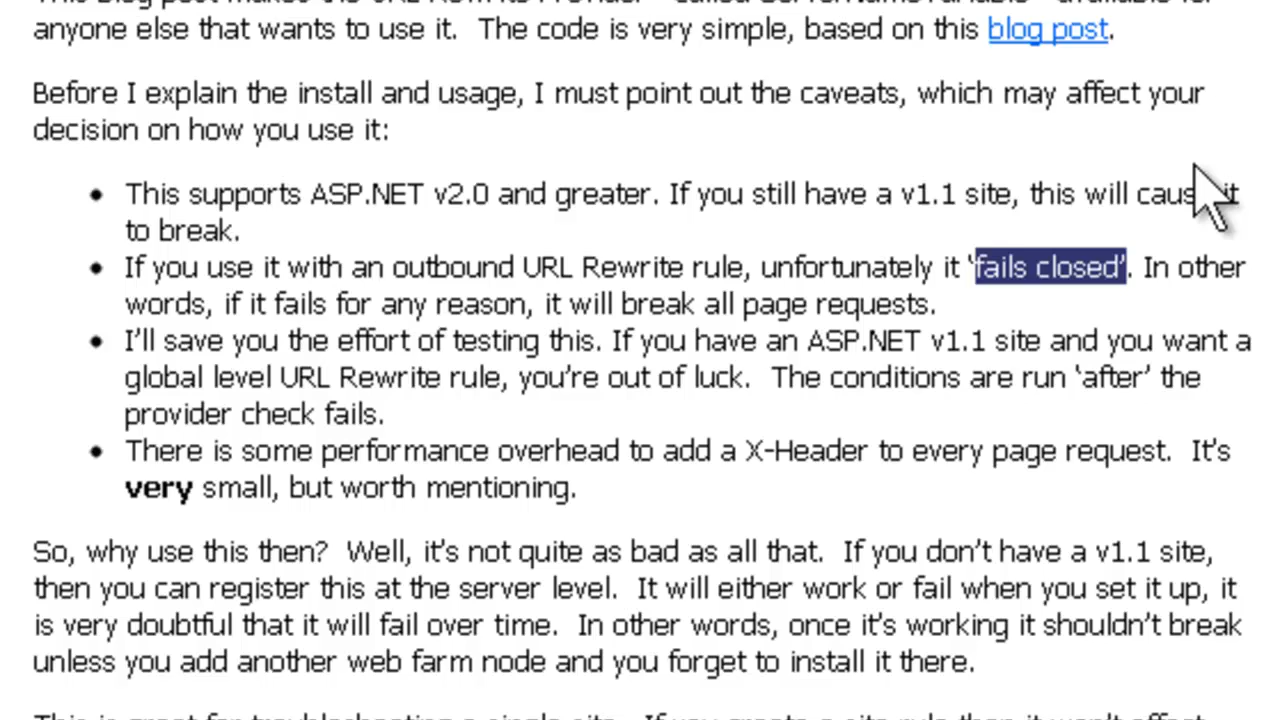 anyone else that wants to use it.  The code is very simple, based on this blog post.
Before I explain the install and usage, I must point out the caveats, which may affect your
decision on how you use it:
• This supports ASP.NET v2.0 and greater. If you still have a v1.1 site, this will cause it
to break.
• If you use it with an outbound URL Rewrite rule, unfortunately it ‘fails closed’. In other
words, if it fails for any reason, it will break all page requests.
• I’ll save you the effort of testing this. If you have an ASP.NET v1.1 site and you want a
global level URL Rewrite rule, you’re out of luck.  The conditions are run ‘after’ the
provider check fails.
• There is some performance overhead to add a X-Header to every page request.  It’s
very small, but worth mentioning.
So, why use this then?  Well, it’s not quite as bad as all that.  If you don’t have a v1.1 site,
then you can register this at the server level.  It will either work or fail when you set it up, it
is very doubtful that it will fail over time.  In other words, once it’s working it shouldn’t break
unless you add another web farm node and you forget to install it there.